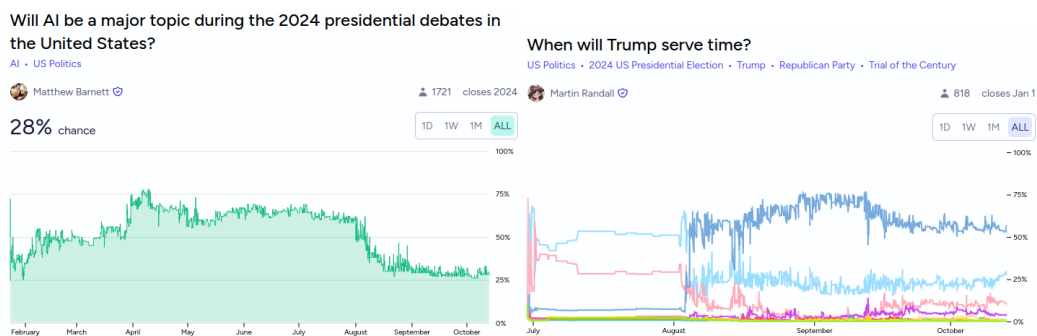 Will AI be a major topic during the 2024 presidential debates in
the United States?
AI • US Politics
Matthew Barnett 1721 closes 2024
28% chance
1D 1W 1M ALL
100%
75%
50%
25%
0%
February March April May June July August September October
When will Trump serve time?
US Politics • 2024 US Presidential Election • Trump • Republican Party • Trial of the Century
Martin Randall 818 closes Jan 1
1D 1W 1M ALL
100%
75%
50%
25%
0%
July August September October